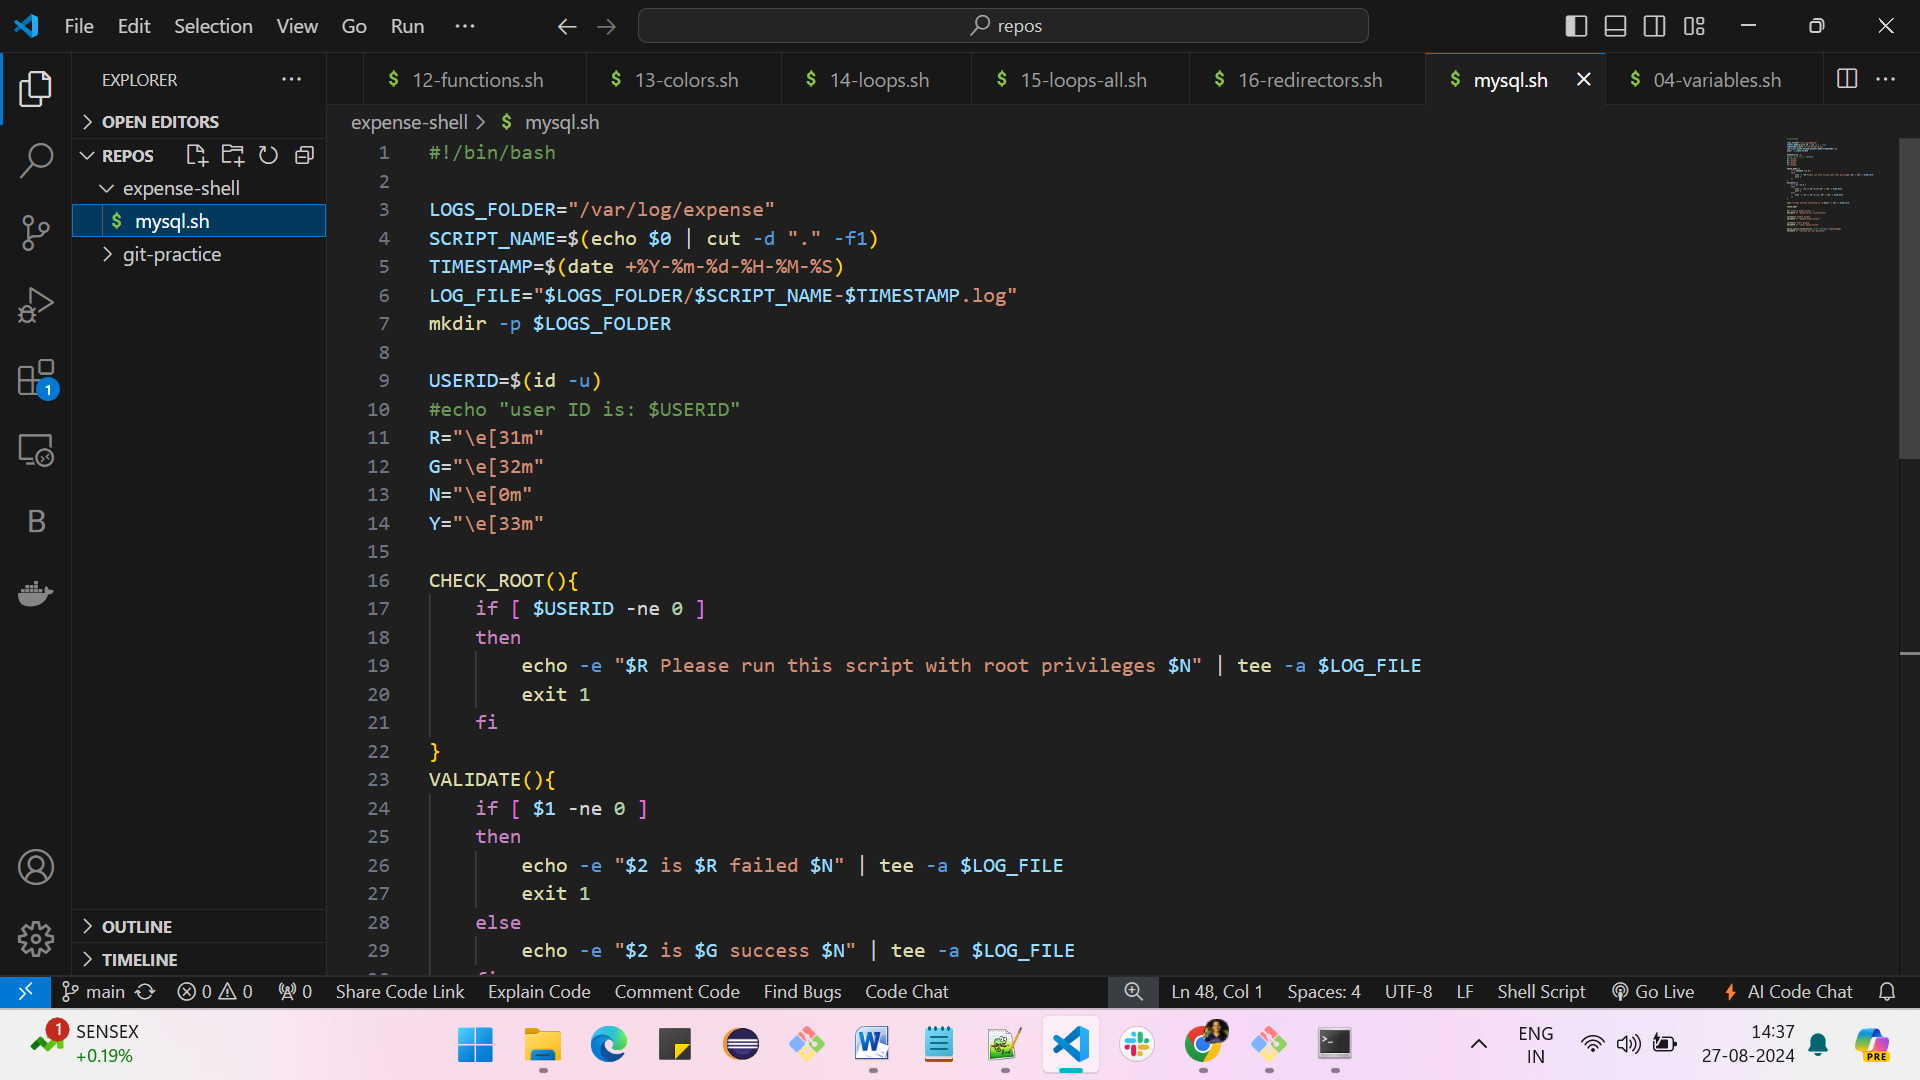 File Edit Selection View Go Run ···
repos
EXPLORER ···
12-functions.sh 13-colors.sh 14-loops.sh 15-loops-all.sh 16-redirectors.sh mysql.sh 04-variables.sh ···
OPEN EDITORS
REPOS
expense-shell
mysql.sh
git-practice
expense-shell > $ mysql.sh
1 #!/bin/bash
2
3 LOGS_FOLDER="/var/log/expense"
4 SCRIPT_NAME=$(echo $0 | cut -d "." -f1)
5 TIMESTAMP=$(date +%Y-%m-%d-%H-%M-%S)
6 LOG_FILE="$LOGS_FOLDER/$SCRIPT_NAME-$TIMESTAMP.log"
7 mkdir -p $LOGS_FOLDER
8
9 USERID=$(id -u)
10 #echo "user ID is: $USERID"
11 R="\e[31m"
12 G="\e[32m"
13 N="\e[0m"
14 Y="\e[33m"
15
16 CHECK_ROOT(){
17 if [ $USERID -ne 0 ]
18 then
19 echo -e "$R Please run this script with root privileges $N" | tee -a $LOG_FILE
20 exit 1
21 fi
22 }
23 VALIDATE(){
24 if [ $1 -ne 0 ]
25 then
26 echo -e "$2 is $R failed $N" | tee -a $LOG_FILE
27 exit 1
28 else
29 echo -e "$2 is $G success $N" | tee -a $LOG_FILE
1
B
OUTLINE
TIMELINE
main 0 0 0 Share Code Link Explain Code Comment Code Find Bugs Code Chat Ln 48, Col 1 Spaces: 4 UTF-8 LF Shell Script Go Live AI Code Chat
1 SENSEX
+0.19%
ENG
IN
14:37
27-08-2024
PRE